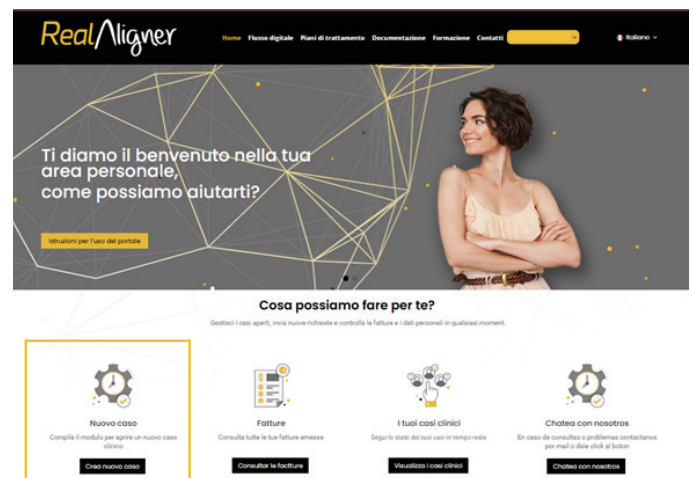 RealAligner
Home Flusso digitale Piani di trattamento Documentazione Formazione Contatti
Italiano
Ti diamo il benvenuto nella tua
area personale,
come possiamo aiutarti?
Istruzioni per l'uso del portale
Cosa possiamo fare per te?
Gestisci i casi aperti, invia nuove richieste e controlla le fatture e i dati personali in qualsiasi moment.
Nuovo caso
Compila il modulo per aprire un nuovo caso
clinico
Crea nuovo caso
Fatture
Consulta tutte le tue fatture emesse
Consultar le factture
I tuoi casi clinici
Segui lo stato dei tuoi casi in tempo reale
Visualizza i casi clinici
Chatea con nosotros
En caso de consultas o problemas contactanos
por mail o dale click al boton
Chatea con nosotros